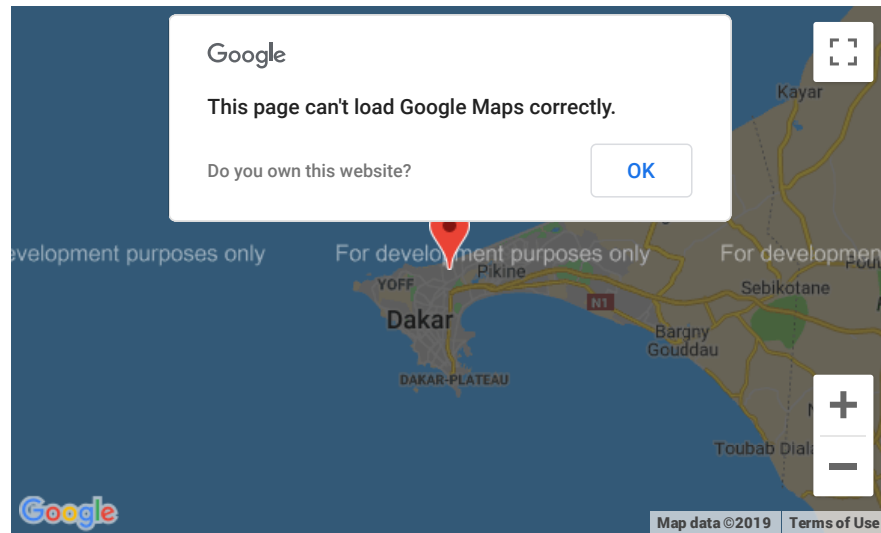 Google
This page can't load Google Maps correctly.
Do you own this website?
OK
Kayar
evelopment purposes only
For development purposes only
For developmen
Pikine
YOFF
Sebikotane
N1
Dakar
Bargny
Gouddau
DAKAR-PLATEAU
Toubab Dial
Google
Map data ©2019
Terms of Use